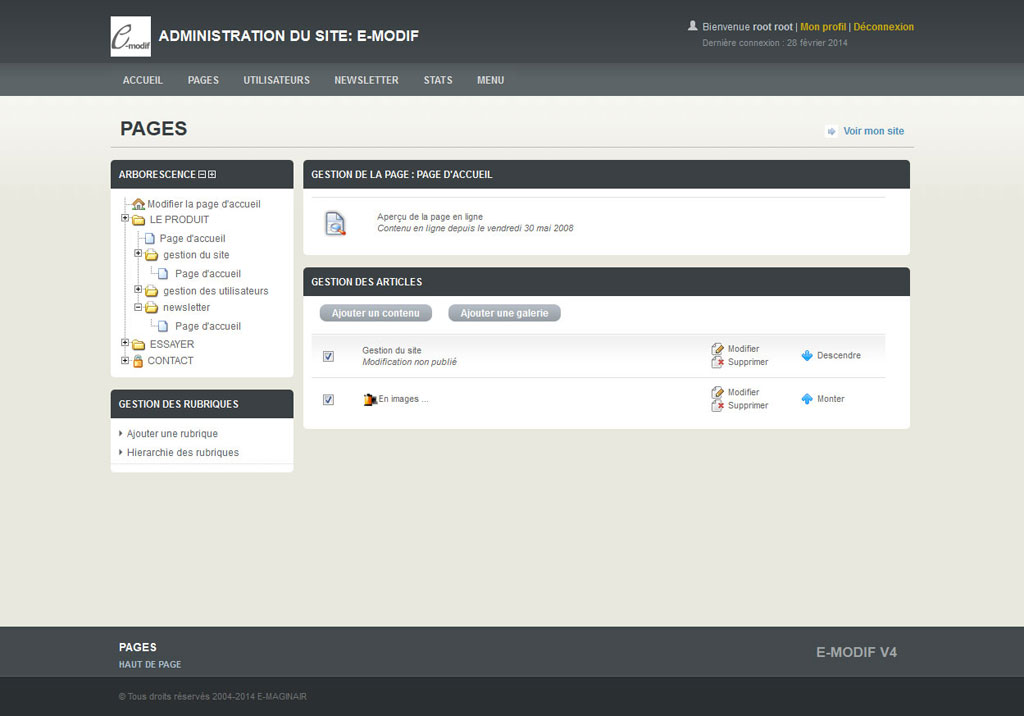 e-modif
ADMINISTRATION DU SITE: E-MODIF
Bienvenue root root | Mon profil | Déconnexion
Dernière connexion : 28 février 2014
ACCUEIL PAGES UTILISATEURS NEWSLETTER STATS MENU
PAGES
Voir mon site
ARBORESCENCE
Modifier la page d'accueil
LE PRODUIT
Page d'accueil
gestion du site
Page d'accueil
gestion des utilisateurs
newsletter
Page d'accueil
ESSAYER
CONTACT
GESTION DES RUBRIQUES
Ajouter une rubrique
Hierarchie des rubriques
GESTION DE LA PAGE : PAGE D'ACCUEIL
Aperçu de la page en ligne
Contenu en ligne depuis le vendredi 30 mai 2008
GESTION DES ARTICLES
Ajouter un contenu Ajouter une galerie
Gestion du site
Modification non publié
Modifier
Supprimer
Descendre
En images ...
Modifier
Supprimer
Monter
PAGES
HAUT DE PAGE
E-MODIF V4
© Tous droits réservés 2004-2014 E-MAGINAIR